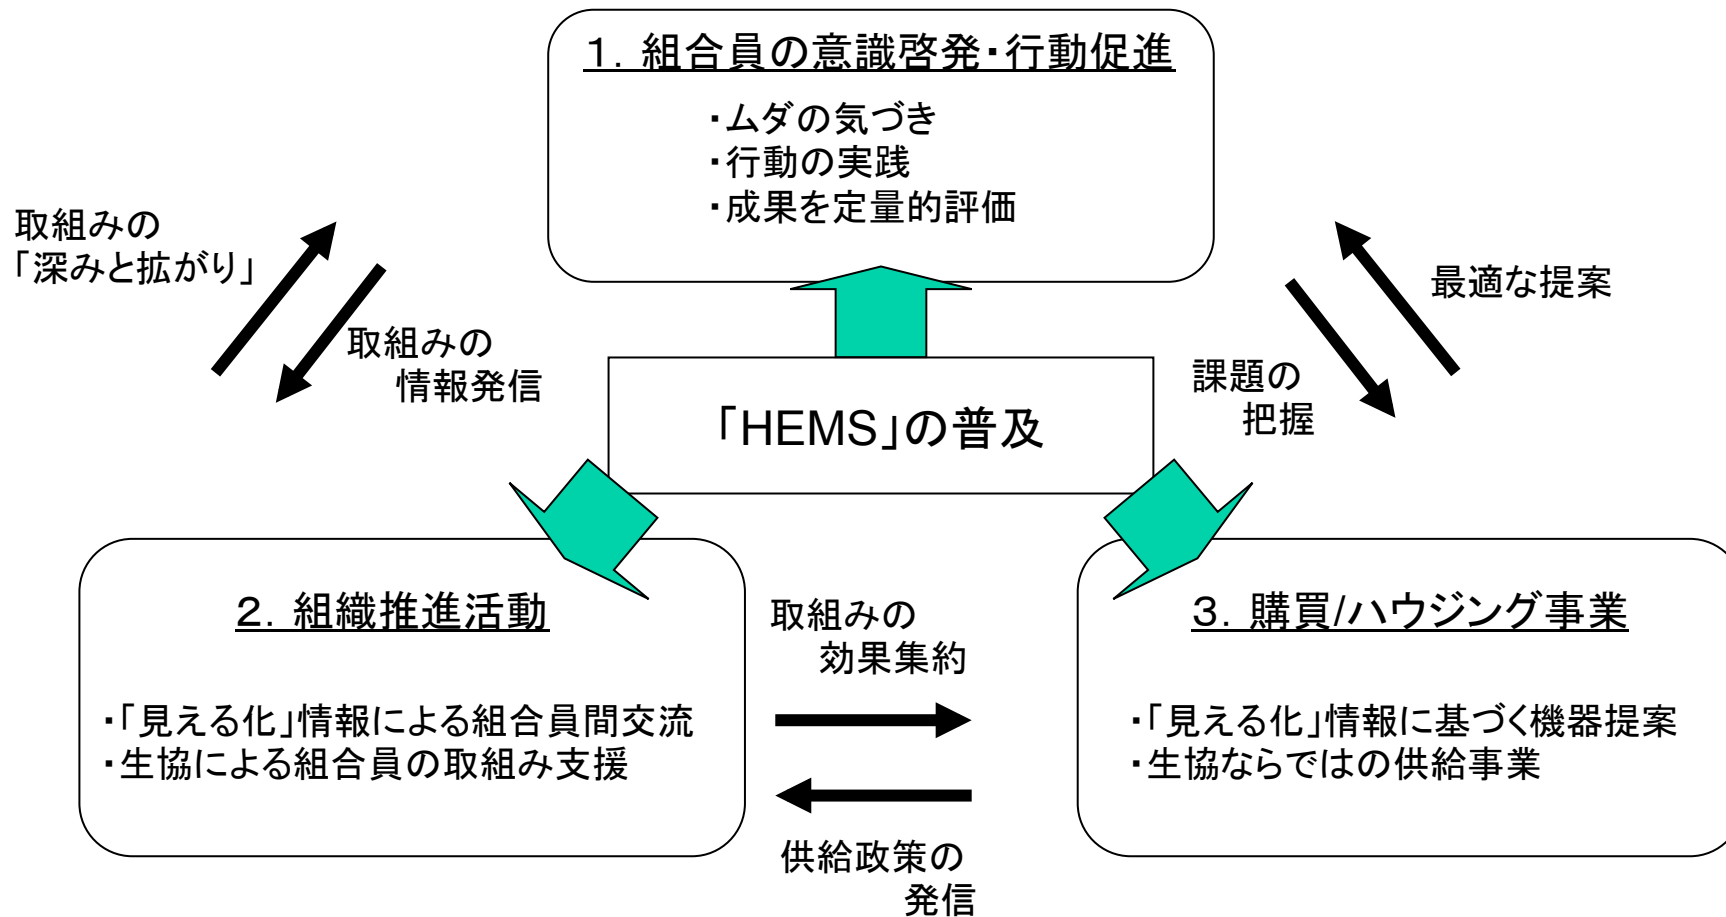 １．組合員の意識啓発・行動促進
・ムダの気づき
・行動の実践
・成果を定量的評価
取組みの
「深みと拡がり」
取組みの
情報発信
最適な提案
課題の
把握
「HEMS」の普及
２．組織推進活動
・「見える化」情報による組合員間交流
・生協による組合員の取組み支援
取組みの
効果集約
供給政策の
発信
３．購買/ハウジング事業
・「見える化」情報に基づく機器提案
・生協ならではの供給事業